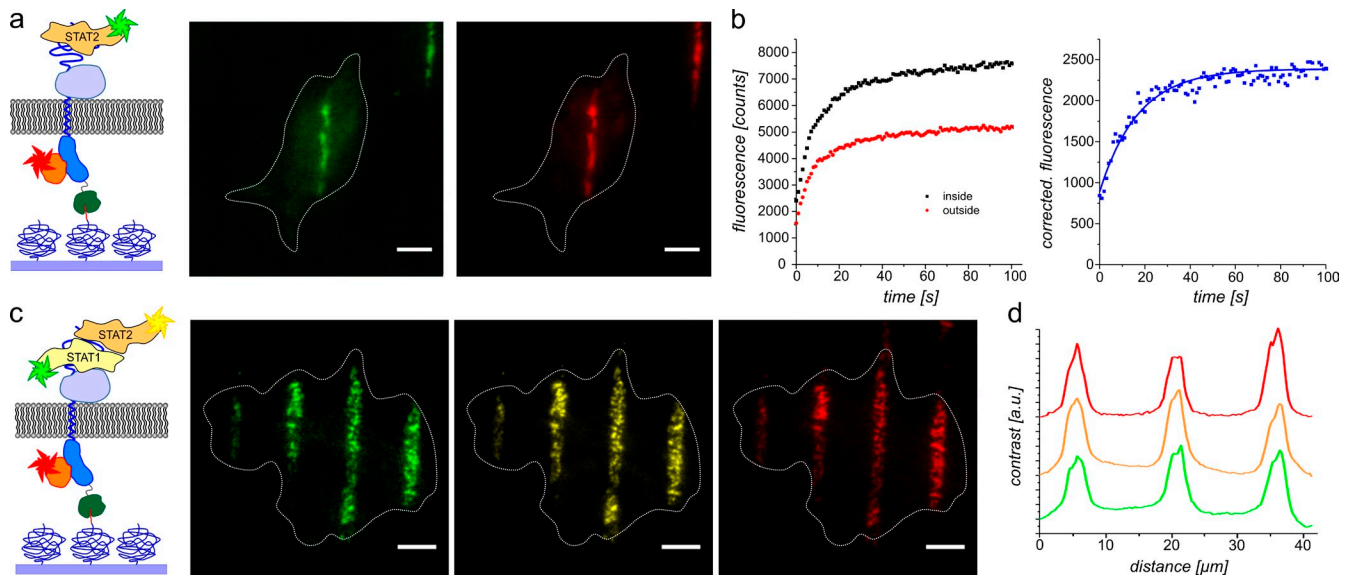 a
STAT2
b
fluorescence [counts]
8000
7000
6000
5000
4000
3000
2000
1000
0
inside
outside
0 20 40 60 80 100
time [s]
corrected. fluorescence
2500
2000
1500
1000
500
0
0 20 40 60 80 100
time [s]
c
STAT2
STAT1
d
contrast [a.u.]
0 10 20 30 40
distance [µm]